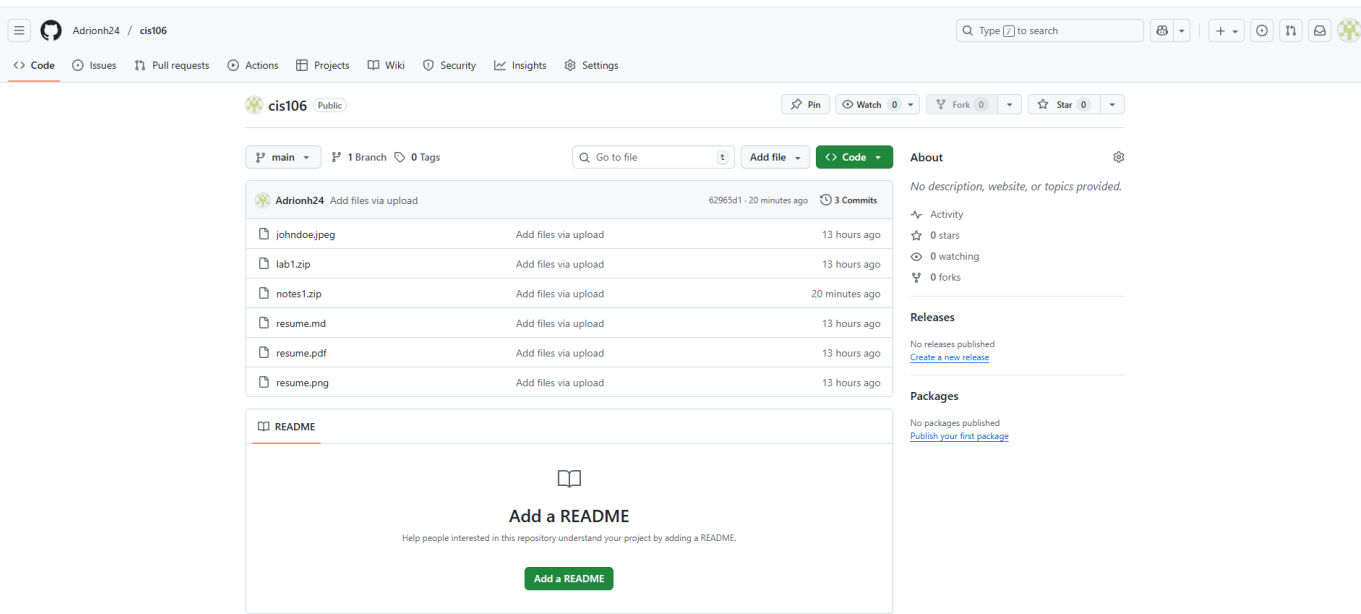 Adrionh24 / cis106
Type / to search
Code Issues Pull requests Actions Projects Wiki Security Insights Settings
cis106 Public
Pin Watch 0 Fork 0 Star 0
main 1 Branch 0 Tags Go to file t Add file Code
Adrionh24 Add files via upload 62965d1 · 20 minutes ago 3 Commits
johndoe.jpeg Add files via upload 13 hours ago
lab1.zip Add files via upload 13 hours ago
notes1.zip Add files via upload 20 minutes ago
resume.md Add files via upload 13 hours ago
resume.pdf Add files via upload 13 hours ago
resume.png Add files via upload 13 hours ago
README
Add a README
Help people interested in this repository understand your project by adding a README.
Add a README
About
No description, website, or topics provided.
Activity
0 stars
0 watching
0 forks
Releases
No releases published
Create a new release
Packages
No packages published
Publish your first package